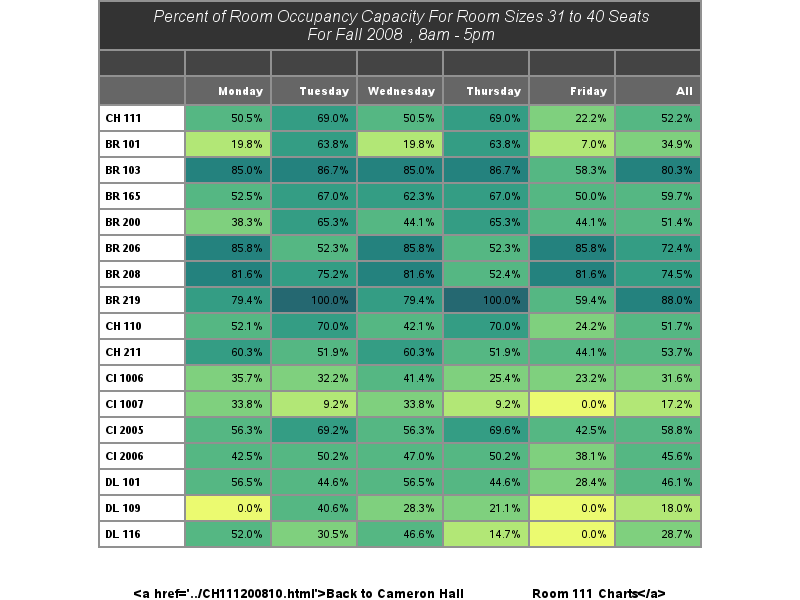 Percent of Room Occupancy Capacity For Room Sizes 31 to 40 Seats
For Fall 2008 , 8am - 5pm
Monday Tuesday Wednesday Thursday Friday All
CH 111 50.5% 69.0% 50.5% 69.0% 22.2% 52.2%
BR 101 19.8% 63.8% 19.8% 63.8% 7.0% 34.9%
BR 103 85.0% 86.7% 85.0% 86.7% 58.3% 80.3%
BR 165 52.5% 67.0% 62.3% 67.0% 50.0% 59.7%
BR 200 38.3% 65.3% 44.1% 65.3% 44.1% 51.4%
BR 206 85.8% 52.3% 85.8% 52.3% 85.8% 72.4%
BR 208 81.6% 75.2% 81.6% 52.4% 81.6% 74.5%
BR 219 79.4% 100.0% 79.4% 100.0% 59.4% 88.0%
CH 110 52.1% 70.0% 42.1% 70.0% 24.2% 51.7%
CH 211 60.3% 51.9% 60.3% 51.9% 44.1% 53.7%
CI 1006 35.7% 32.2% 41.4% 25.4% 23.2% 31.6%
CI 1007 33.8% 9.2% 33.8% 9.2% 0.0% 17.2%
CI 2005 56.3% 69.2% 56.3% 69.6% 42.5% 58.8%
CI 2006 42.5% 50.2% 47.0% 50.2% 38.1% 45.6%
DL 101 56.5% 44.6% 56.5% 44.6% 28.4% 46.1%
DL 109 0.0% 40.6% 28.3% 21.1% 0.0% 18.0%
DL 116 52.0% 30.5% 46.6% 14.7% 0.0% 28.7%
<a href='../CH111200810.html'>Back to Cameron Hall Room 111 Charts</a>